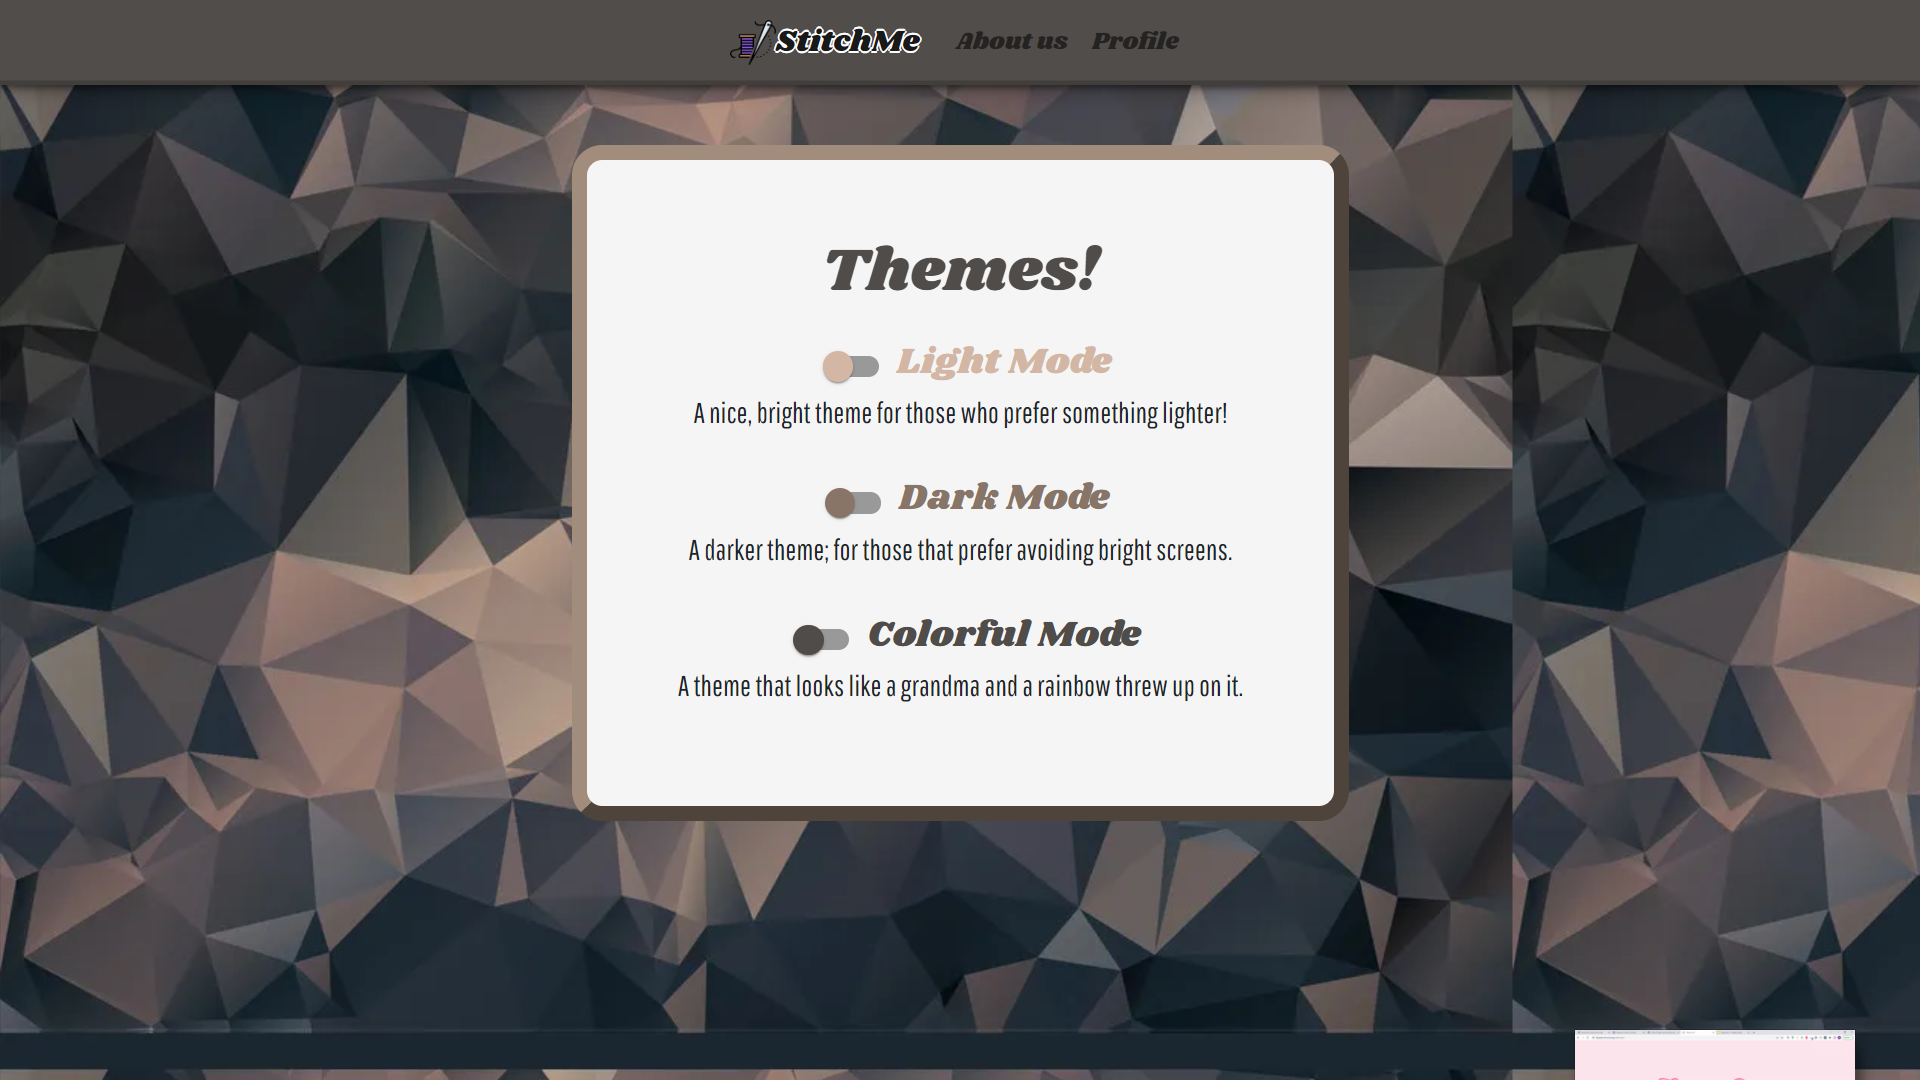 StitchMe About us Profile
Themes!
Light Mode
A nice, bright theme for those who prefer something lighter!
Dark Mode
A darker theme; for those that prefer avoiding bright screens.
Colorful Mode
A theme that looks like a grandma and a rainbow threw up on it.